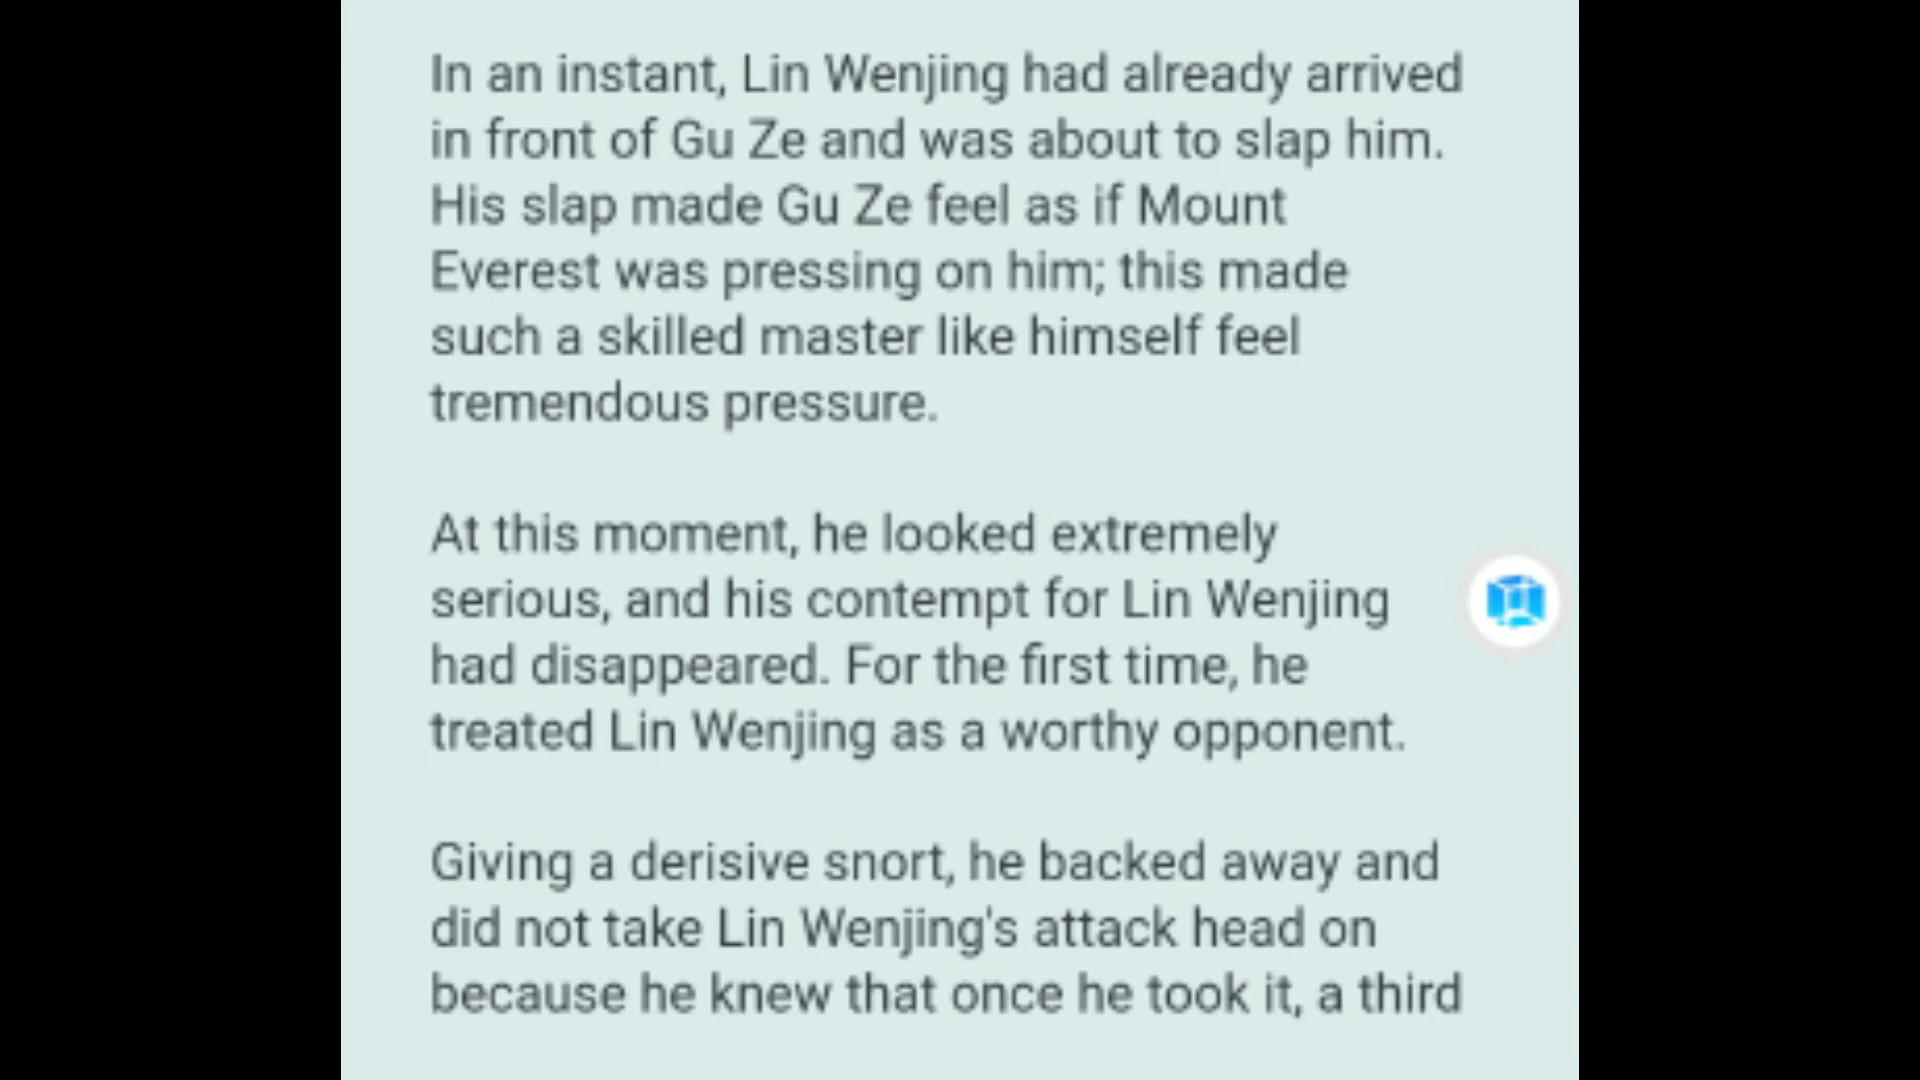 In an instant, Lin Wenjing had already arrived
in front of Gu Ze and was about to slap him.
His slap made Gu Ze feel as if Mount
Everest was pressing on him; this made
such a skilled master like himself feel
tremendous pressure.
At this moment, he looked extremely
serious, and his contempt for Lin Wenjing
had disappeared. For the first time, he
treated Lin Wenjing as a worthy opponent.
Giving a derisive snort, he backed away and
did not take Lin Wenjing's attack head on
because he knew that once he took it, a third